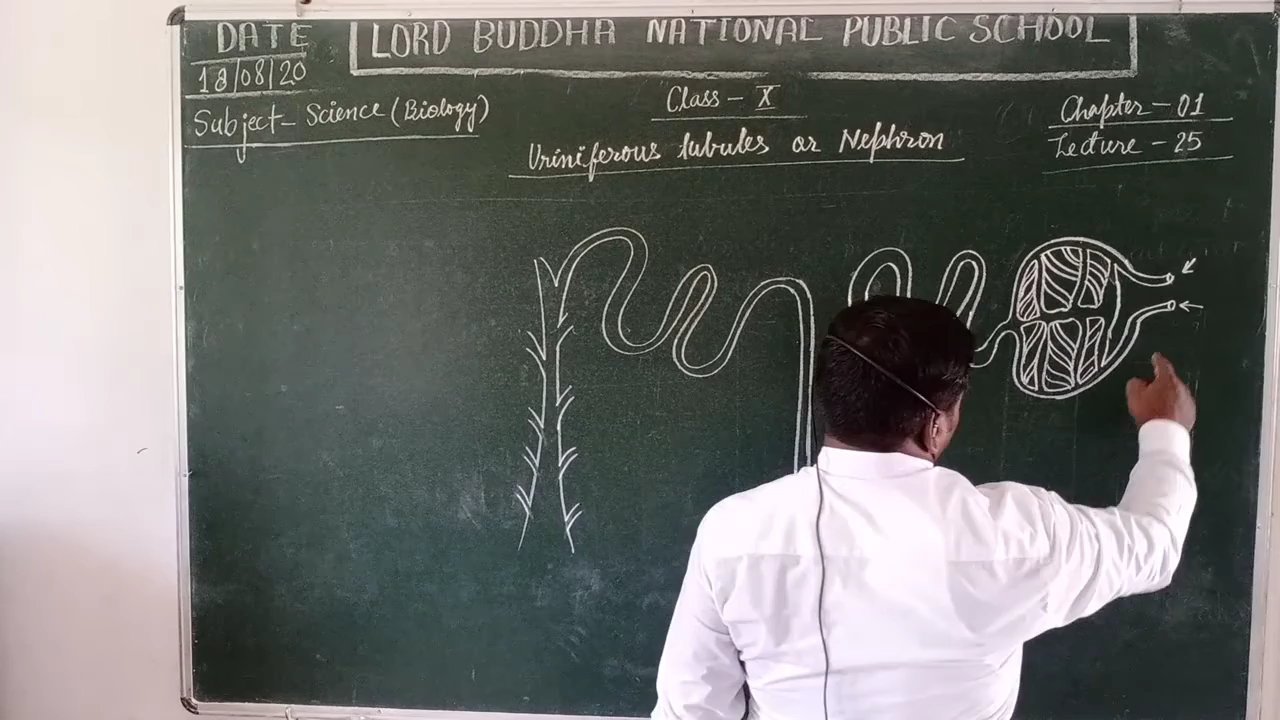 DATE
18/08/20
LORD BUDDHA NATIONAL PUBLIC SCHOOL
Subject- Science (Biology)
Class - X
Chapter - 01
Lecture - 25
Uriniferous tubules or Nephron